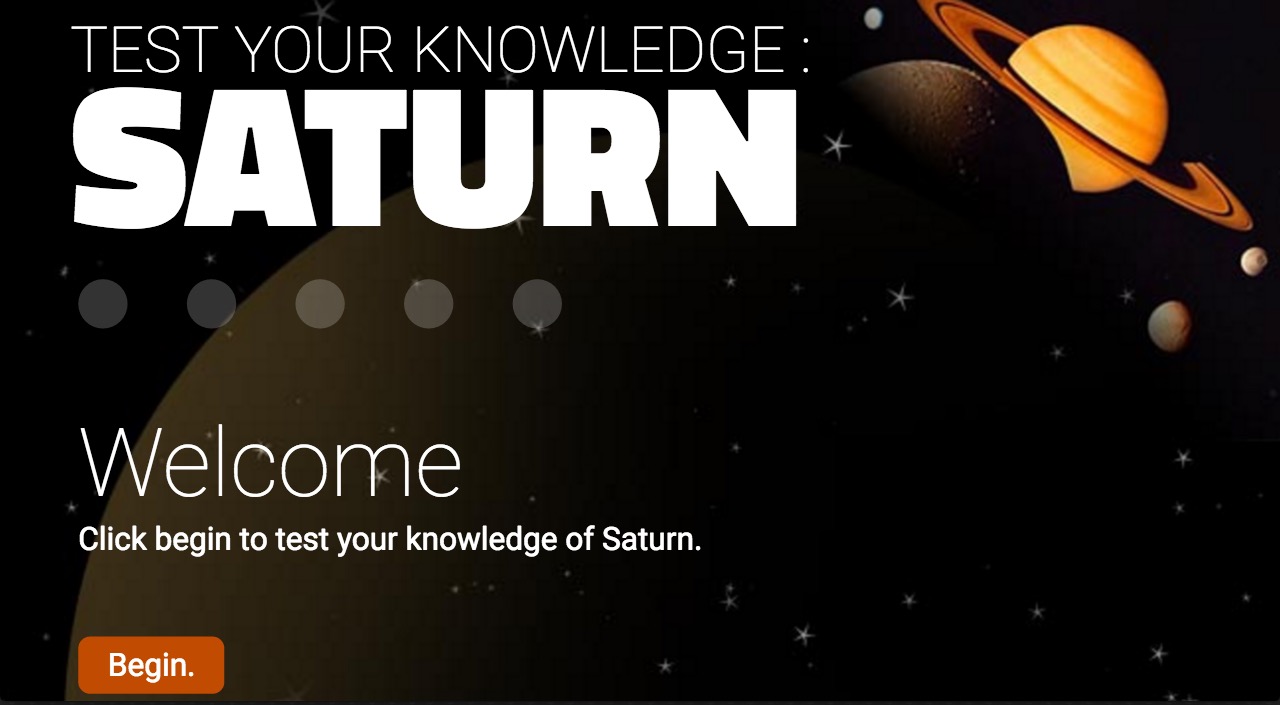 TEST YOUR KNOWLEDGE :
SATURN
Welcome
Click begin to test your knowledge of Saturn.
Begin.